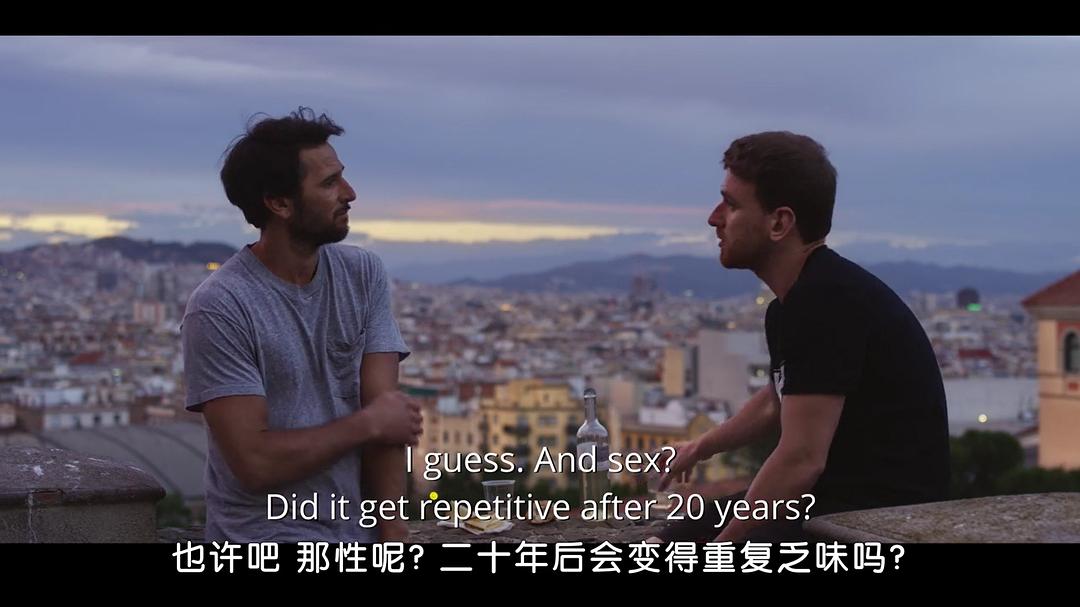 I guess. And sex?
Did it get repetitive after 20 years?
也许吧 那性呢? 二十年后会变得重复乏味吗?